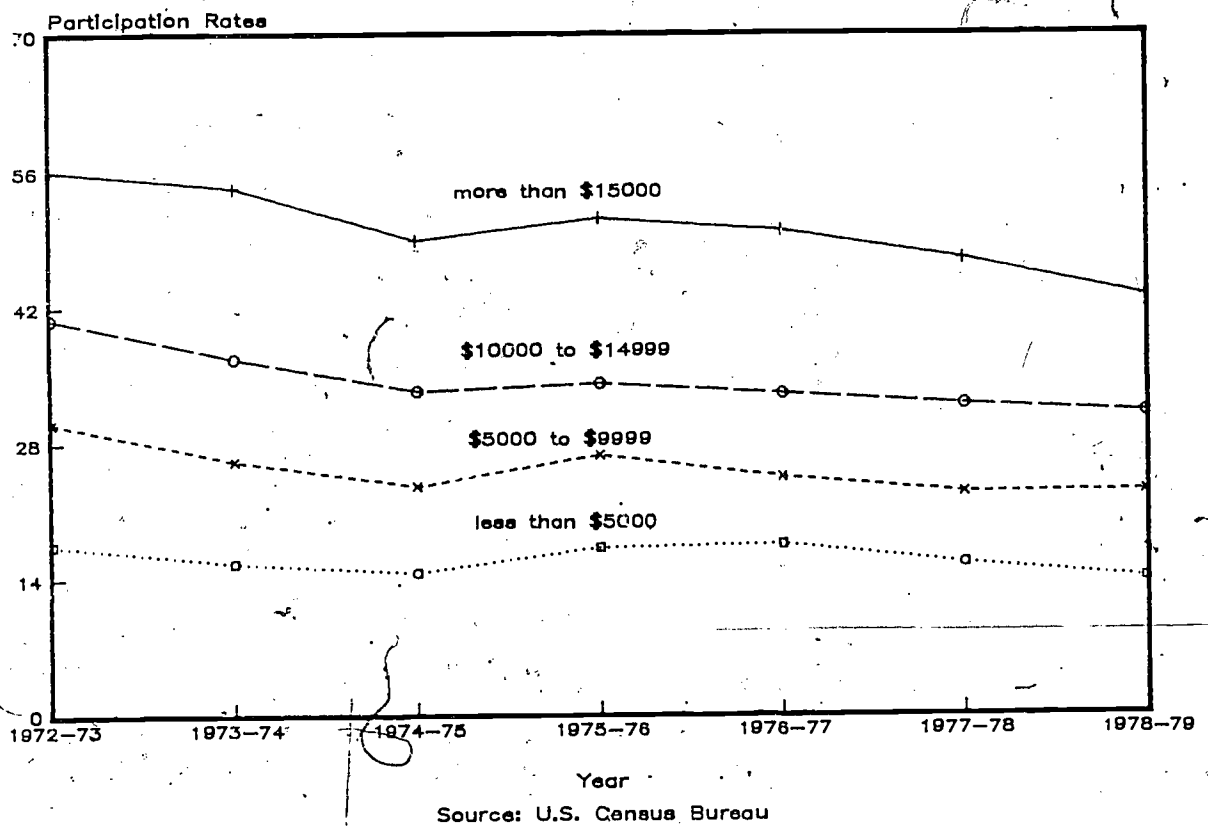 Participation Rates
70
56
more than $15000
42
$10000 to $14999
28
$5000 to $9999
less than $5000
14
0
1972-73 1973-74 1974-75 1975-76 1976-77 1977-78 1978-79
Year
Source: U.S. Census Bureau